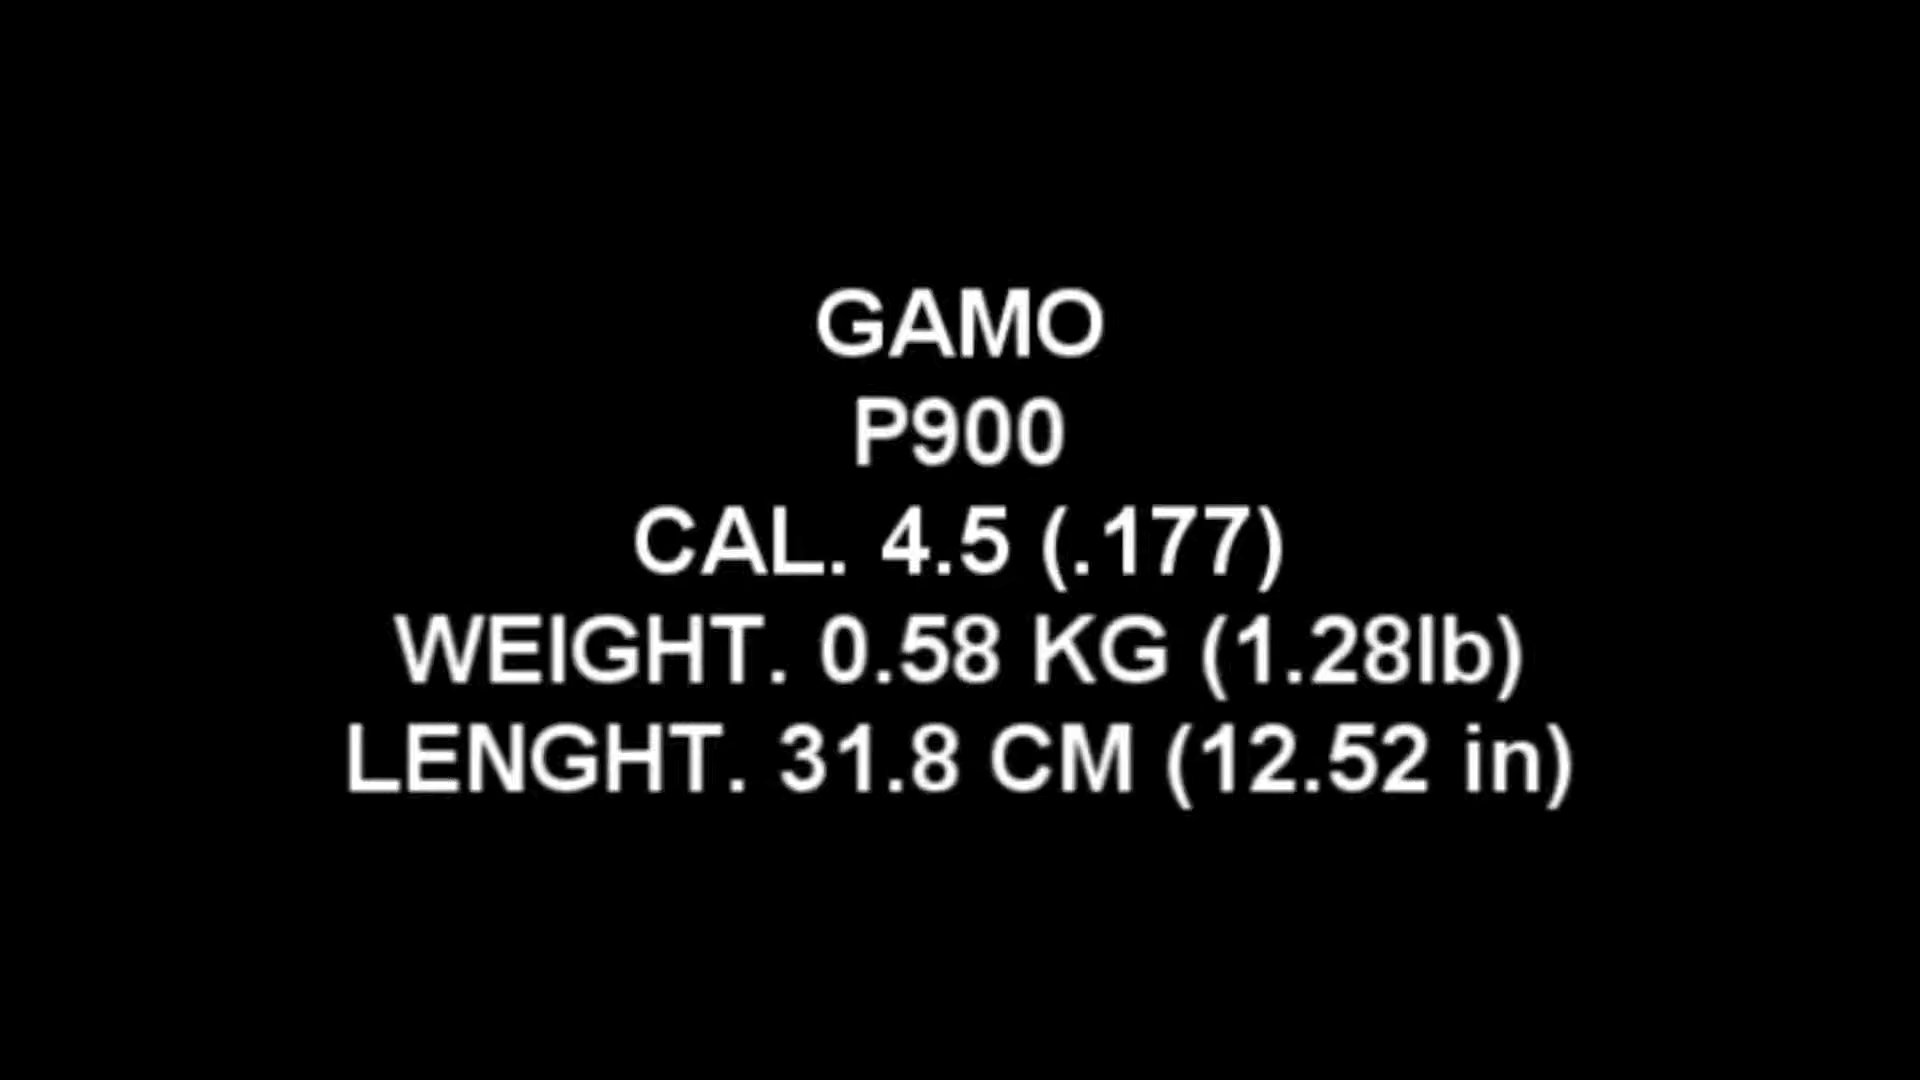 GAMO
P900
CAL. 4.5 (.177)
WEIGHT. 0.58 KG (1.28lb)
LENGHT. 31.8 CM (12.52 in)